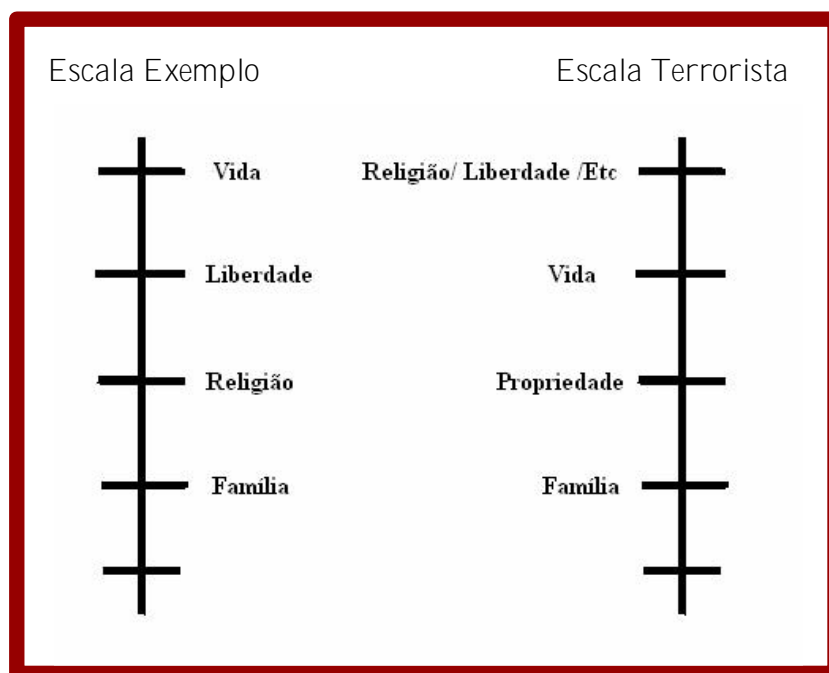 Escala Exemplo
Escala Terrorista
Vida
Religião/ Liberdade /Etc
Liberdade
Vida
Religião
Propriedade
Família
Família